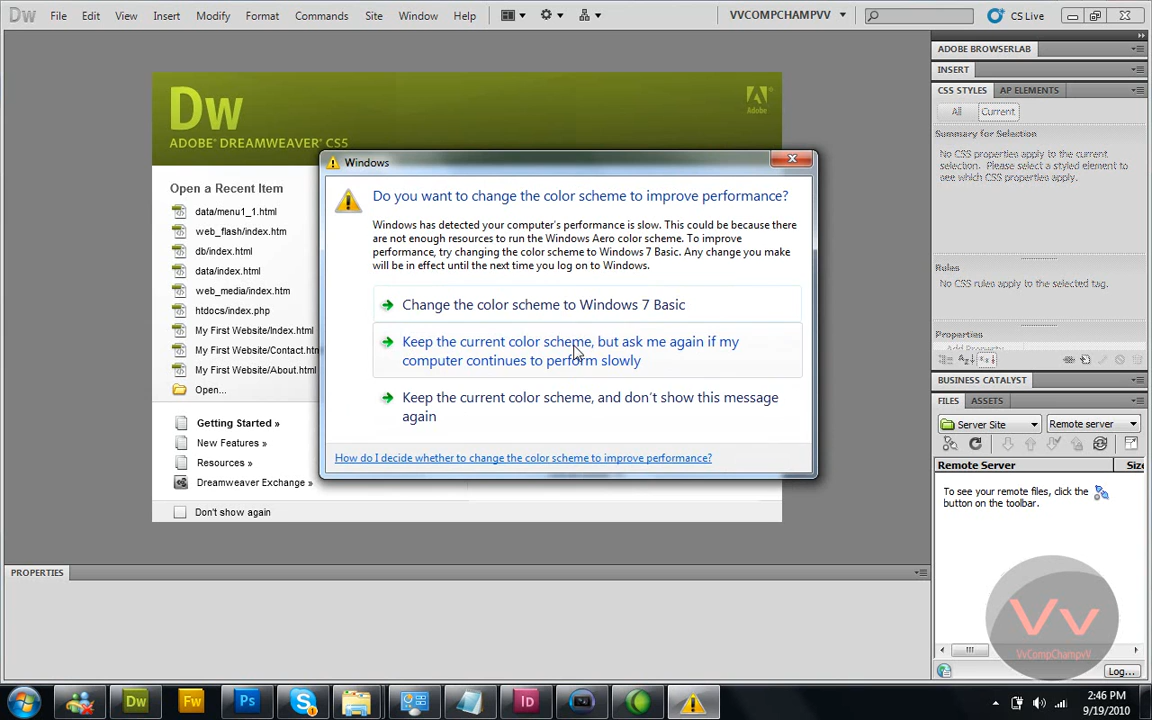 Dw File Edit View Insert Modify Format Commands Site Window Help VVCOMPCHAMPVV CS Live
ADOBE BROWSERLAB
INSERT
CSS STYLES AP ELEMENTS
All Current
Summary for Selection
No CSS properties apply to the current
selection. Please select a styled element
to see which CSS properties apply.
Rules
No CSS rules apply to the selected tag.
Properties
Add Property
BUSINESS CATALYST
FILES ASSETS
Server Site Remote server
Remote Server Size
To see your remote files, click the
button on the toolbar.
Log...
Dw
ADOBE DREAMWEAVER CS5
Adobe
Open a Recent Item
data/menu1_1.html
web_flash/index.htm
db/index.html
data/index.html
web_media/index.htm
htdocs/index.php
My First Website/Index.html
My First Website/Contact.htm
My First Website/About.html
Open...
Getting Started »
New Features »
Resources »
Dreamweaver Exchange »
Don't show again
Windows
Do you want to change the color scheme to improve performance?
Windows has detected your computer's performance is slow. This could be because there
are not enough resources to run the Windows Aero color scheme. To improve
performance, try changing the color scheme to Windows 7 Basic. Any change you make
will be in effect until the next time you log on to Windows.
Change the color scheme to Windows 7 Basic
Keep the current color scheme, but ask me again if my
computer continues to perform slowly
Keep the current color scheme, and don't show this message
again
How do I decide whether to change the color scheme to improve performance?
PROPERTIES
Vv
VvCompChampvV
Dw Fw Ps Id
2:46 PM
9/19/2010